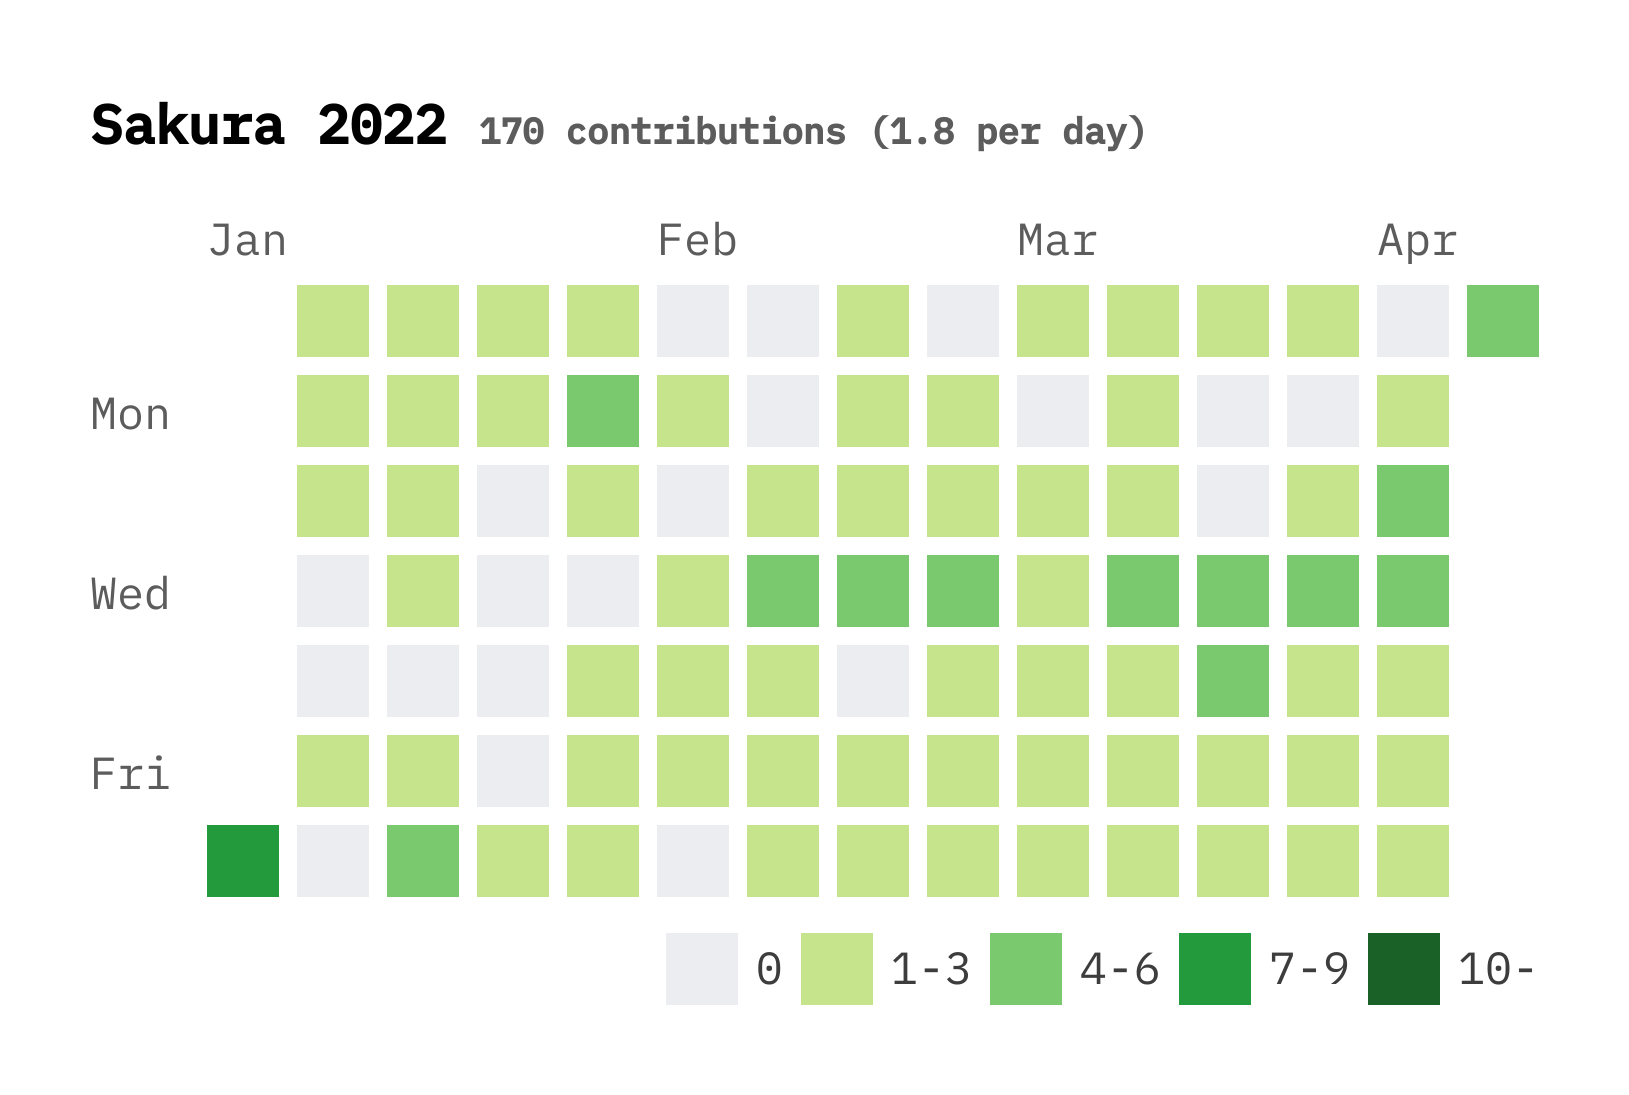 Sakura 2022 170 contributions (1.8 per day)
Jan Feb Mar Apr
Mon
Wed
Fri
0 1-3 4-6 7-9 10-